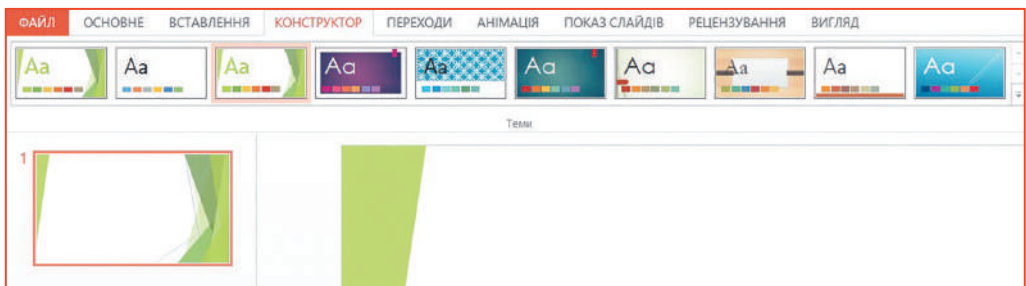 ФАЙЛ ОСНОВНЕ ВСТАВЛЕННЯ КОНСТРУКТОР ПЕРЕХОДИ АНІМАЦІЯ ПОКАЗ СЛАЙДІВ РЕЦЕНЗУВАННЯ ВИГЛЯД
Aa Aa Aa Aa Aa Aa Aa Aa Aa Aa
Теми
1